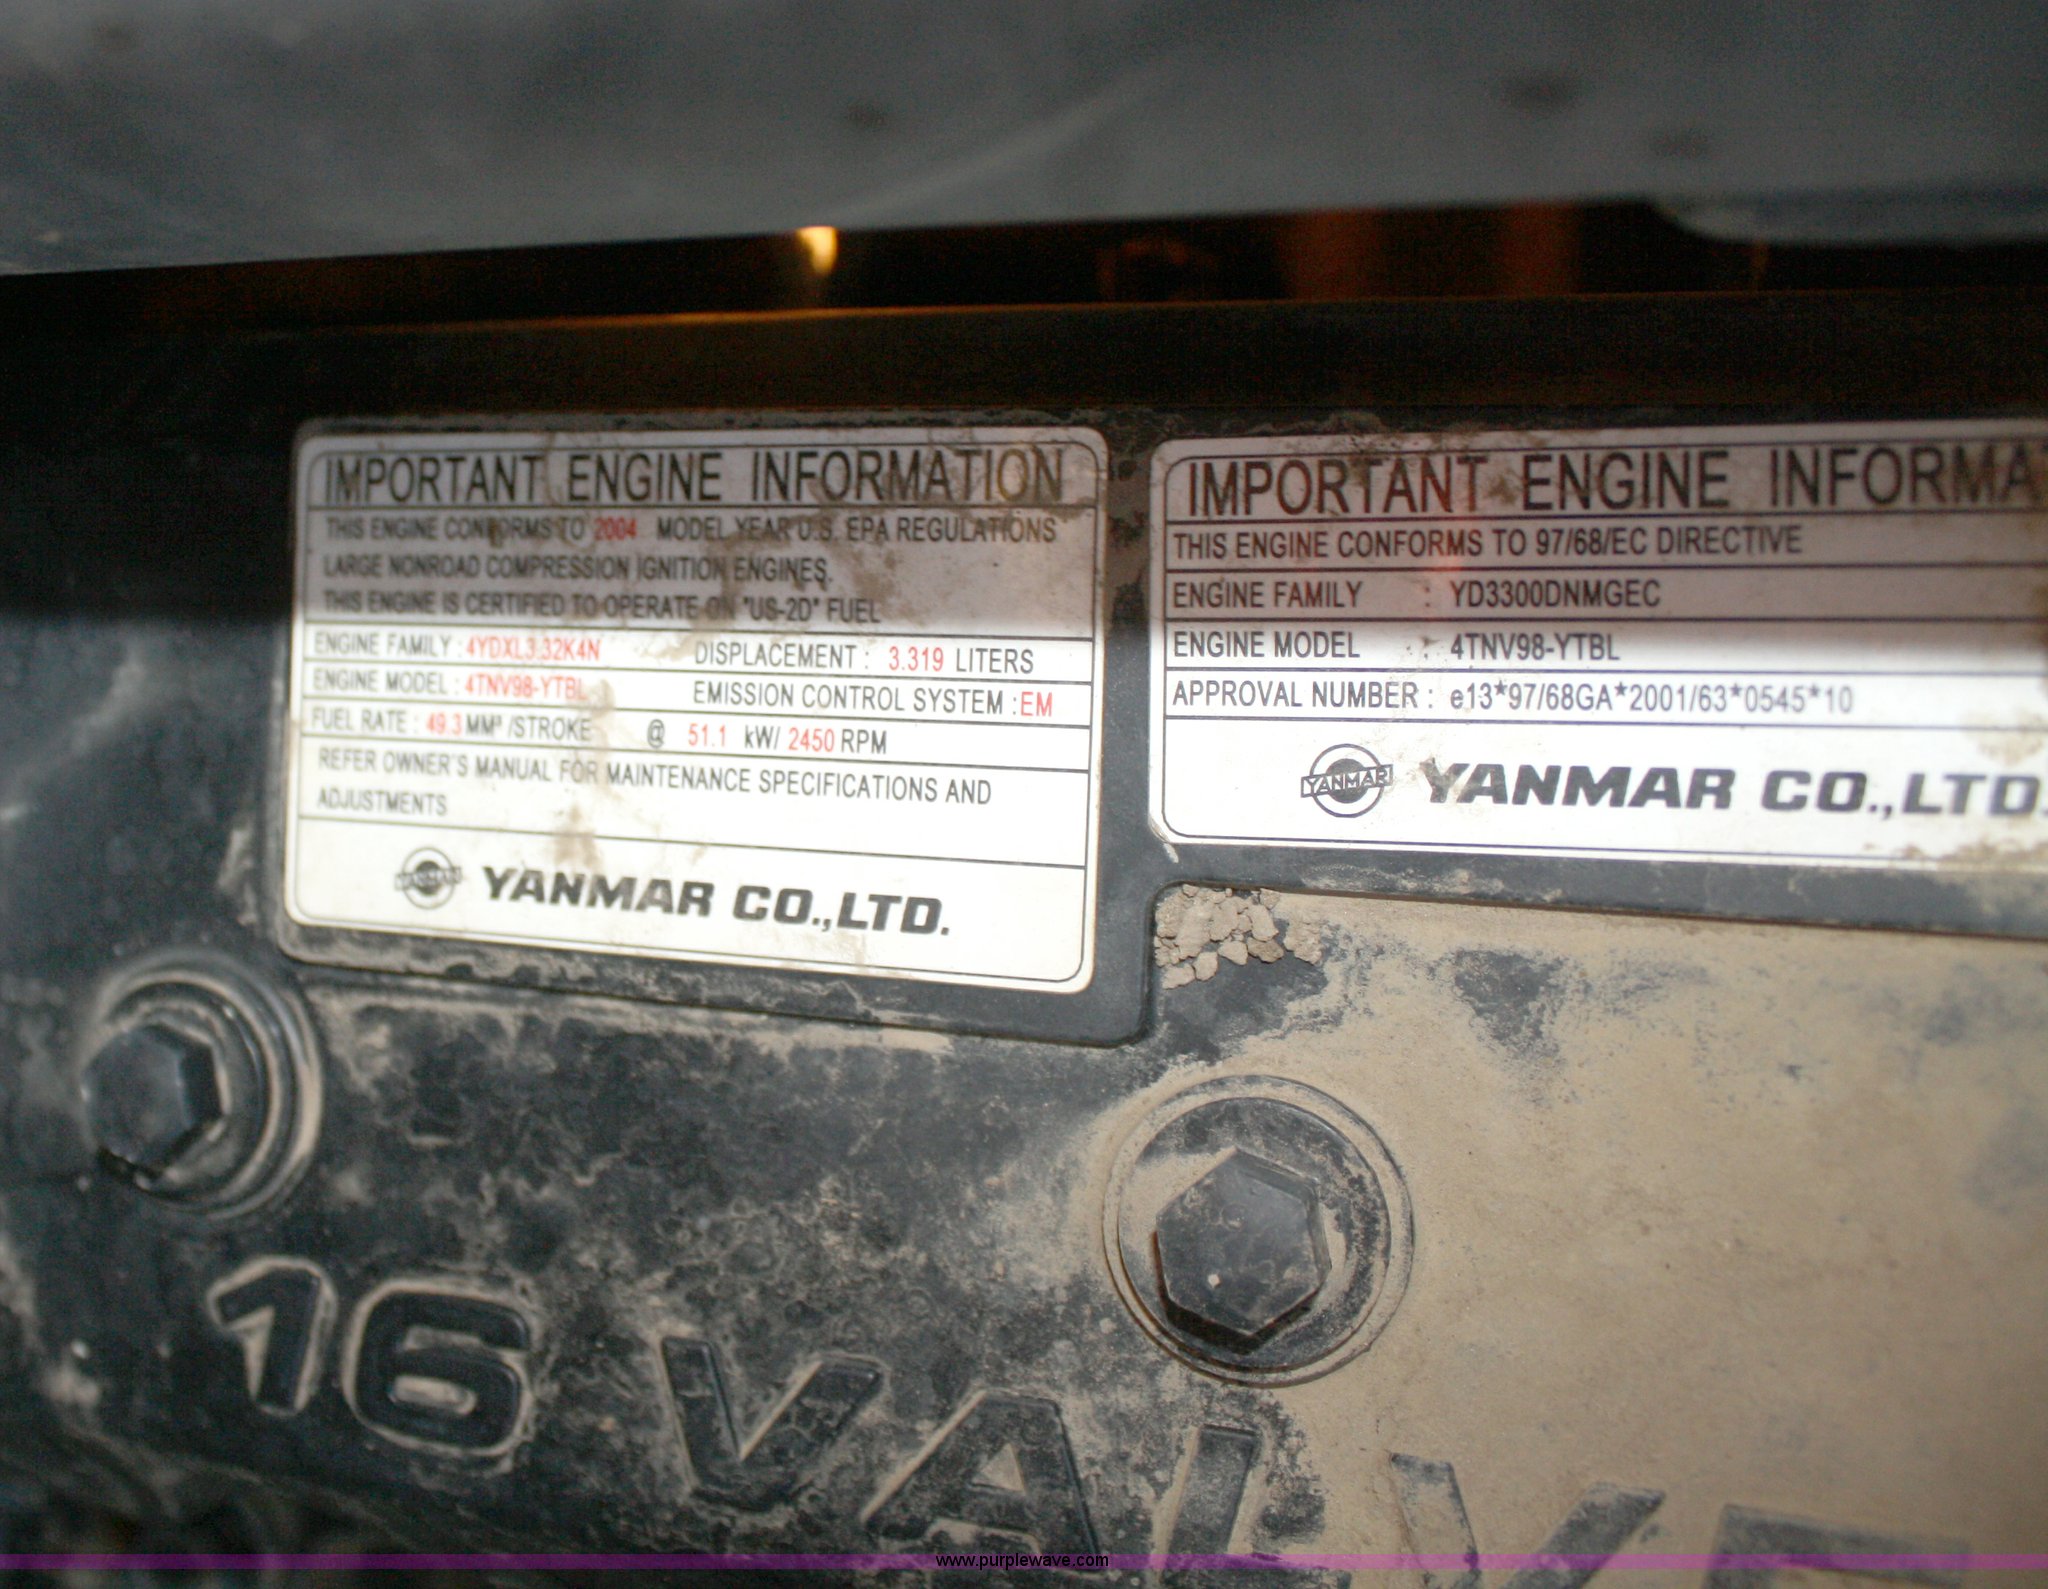 IMPORTANT ENGINE INFORMATION
THIS ENGINE CONFORMS TO 2004 MODEL YEAR U.S. EPA REGULATIONS
LARGE NONROAD COMPRESSION IGNITION ENGINES.
THIS ENGINE IS CERTIFIED TO OPERATE ON "US-2D" FUEL
ENGINE FAMILY : 4YDXL3.32K4N DISPLACEMENT : 3.319 LITERS
ENGINE MODEL : 4TNV98-YTBL EMISSION CONTROL SYSTEM : EM
FUEL RATE : 49.3 MM³ /STROKE @ 51.1 kW/ 2450 RPM
REFER OWNER'S MANUAL FOR MAINTENANCE SPECIFICATIONS AND
ADJUSTMENTS
YANMAR YANMAR CO.,LTD.
IMPORTANT ENGINE INFORMA
THIS ENGINE CONFORMS TO 97/68/EC DIRECTIVE
ENGINE FAMILY : YD3300DNMGEC
ENGINE MODEL : 4TNV98-YTBL
APPROVAL NUMBER : e13*97/68GA*2001/63*0545*10
YANMAR YANMAR CO.,LTD.
16 VALVE
www.purplewave.com